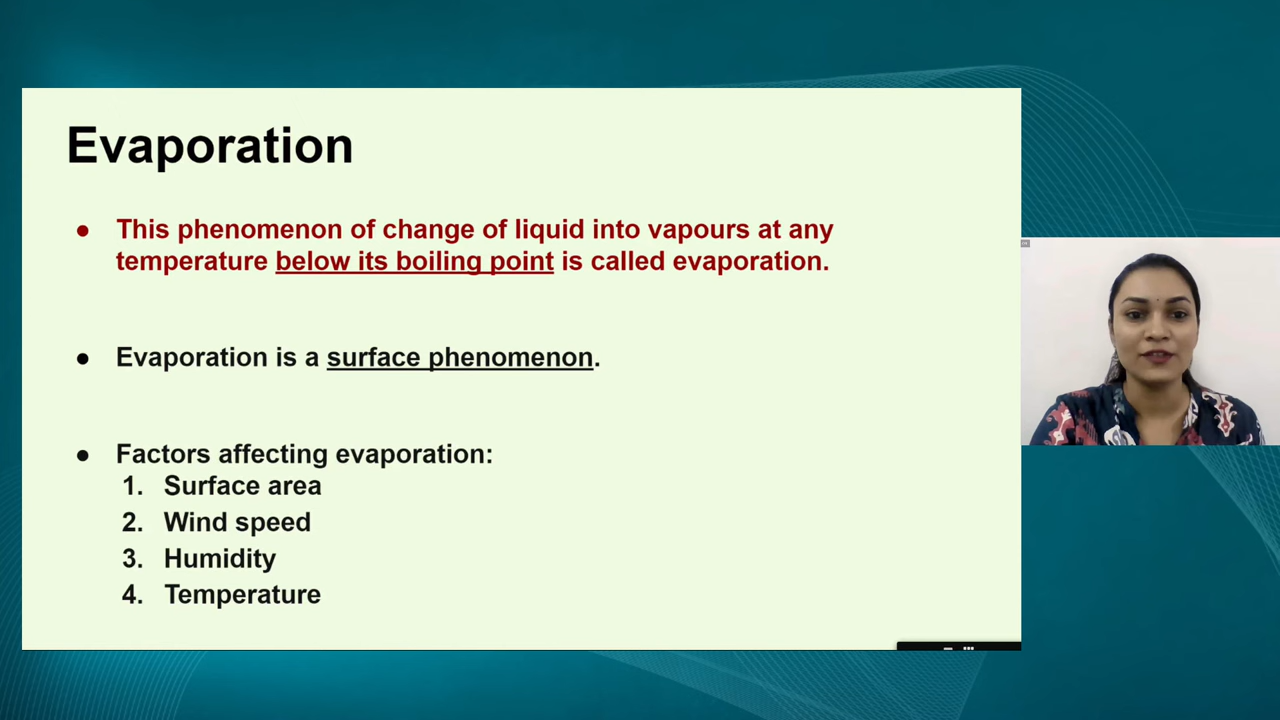 Evaporation
● This phenomenon of change of liquid into vapours at any
temperature below its boiling point is called evaporation.
● Evaporation is a surface phenomenon.
● Factors affecting evaporation:
1. Surface area
2. Wind speed
3. Humidity
4. Temperature